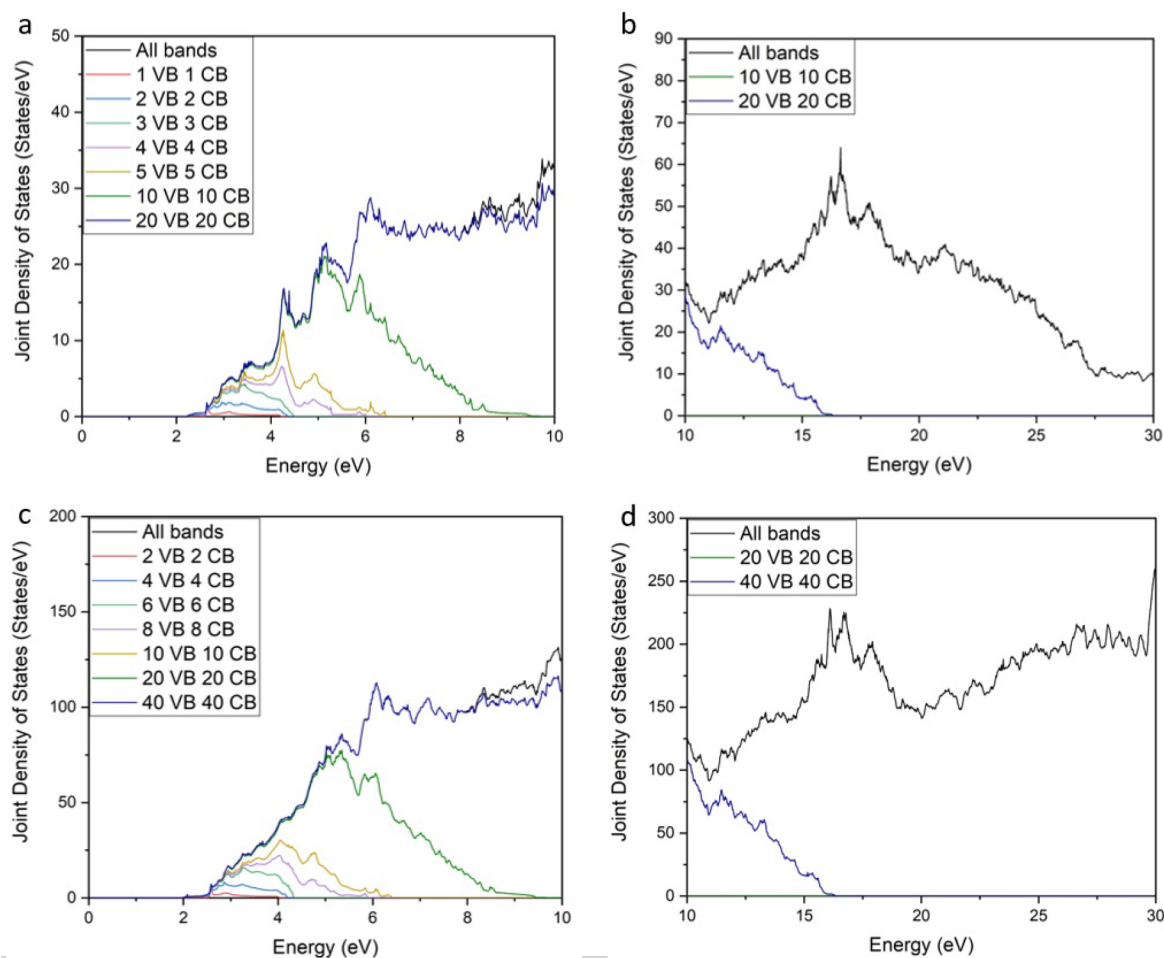 a
50
40
30
20
10
0
Joint Density of States (States/eV)
All bands
1 VB 1 CB
2 VB 2 CB
3 VB 3 CB
4 VB 4 CB
5 VB 5 CB
10 VB 10 CB
20 VB 20 CB
0 2 4 6 8 10
Energy (eV)
b
90
80
70
60
50
40
30
20
10
0
Joint Density of States (States/eV)
All bands
10 VB 10 CB
20 VB 20 CB
10 15 20 25 30
Energy (eV)
c
200
150
100
50
0
Joint Density of States (States/eV)
All bands
2 VB 2 CB
4 VB 4 CB
6 VB 6 CB
8 VB 8 CB
10 VB 10 CB
20 VB 20 CB
40 VB 40 CB
0 2 4 6 8 10
Energy (eV)
d
300
250
200
150
100
50
0
Joint Density of States (States/eV)
All bands
20 VB 20 CB
40 VB 40 CB
10 15 20 25 30
Energy (eV)